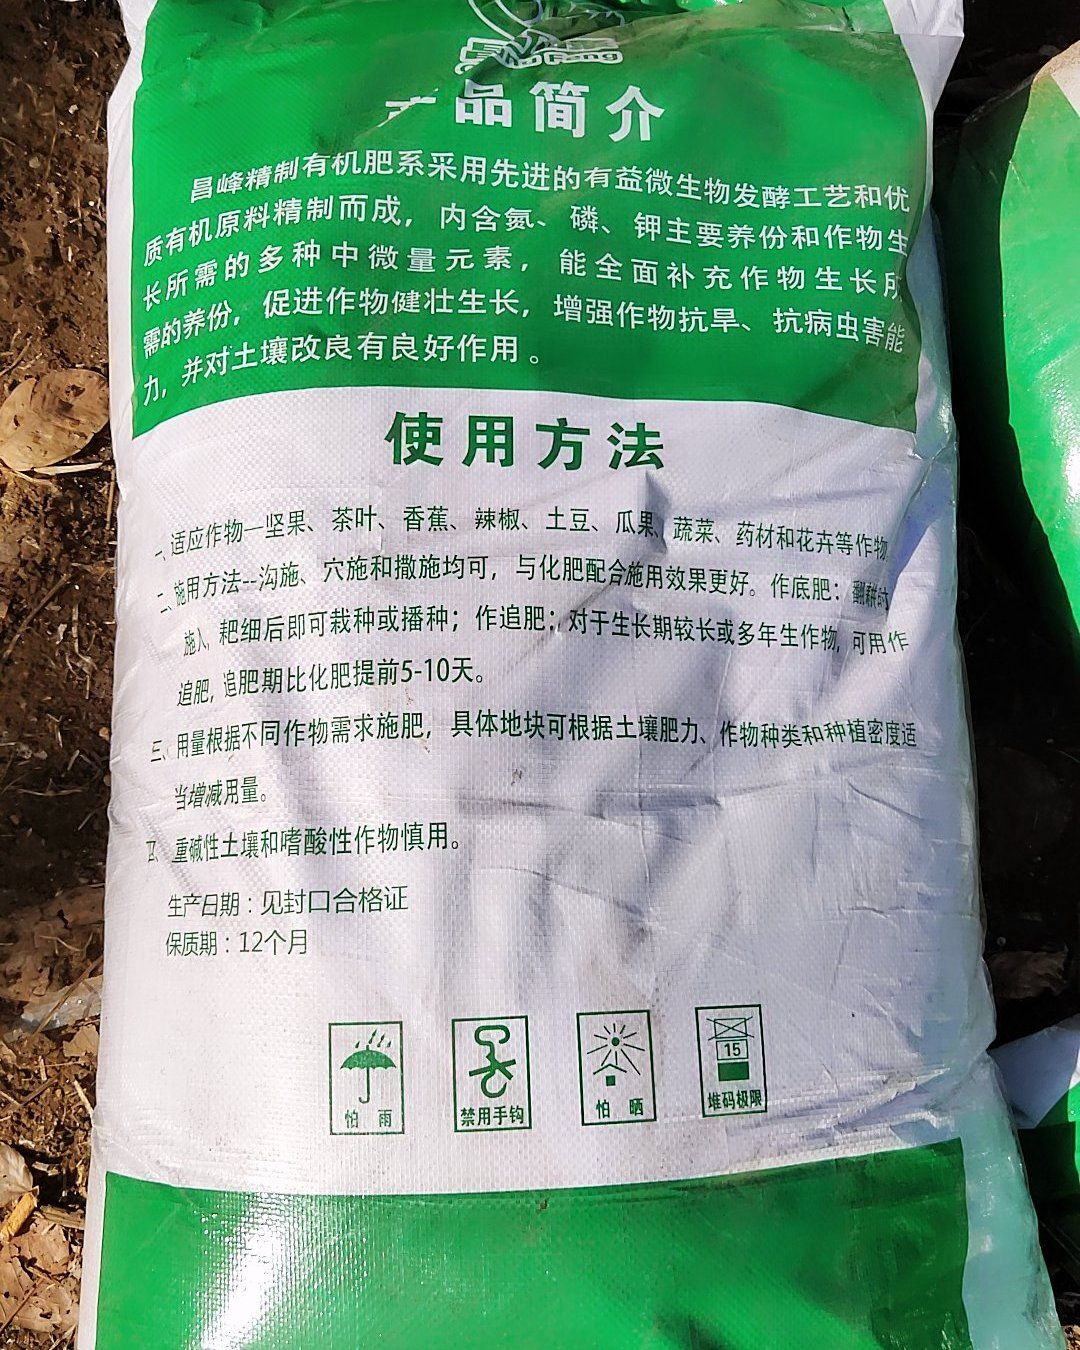 产品简介
昌峰精制有机肥系采用先进的有益微生物发酵工艺和优
质有机原料精制而成，内含氮、磷、钾主要养份和作物生
长所需的多种中微量元素，能全面补充作物生长所
需的养份，促进作物健壮生长，增强作物抗旱、抗病虫害能
力，并对土壤改良有良好作用。
使用方法
一、适应作物—坚果、茶叶、香蕉、辣椒、土豆、瓜果、蔬菜、药材和花卉等作物
二、施用方法--沟施、穴施和撒施均可，与化肥配合施用效果更好。作底肥：翻耕时
施入，耙细后即可栽种或播种；作追肥；对于生长期较长或多年生作物，可用作
追肥，追肥期比化肥提前5-10天。
三、用量根据不同作物需求施肥，具体地块可根据土壤肥力、作物种类和种植密度适
当增减用量。
四、重碱性土壤和嗜酸性作物慎用。
生产日期：见封口合格证
保质期：12个月
怕 雨
禁用手钩
怕 晒
15
堆码极限